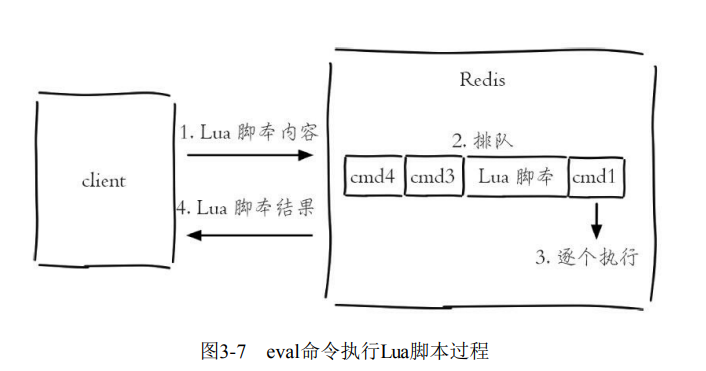 Redis
1. Lua 脚本内容
2. 排队
client
cmd4 cmd3 Lua 脚本 cmd1
4. Lua 脚本结果
3. 逐个执行
图3-7 eval命令执行Lua脚本过程